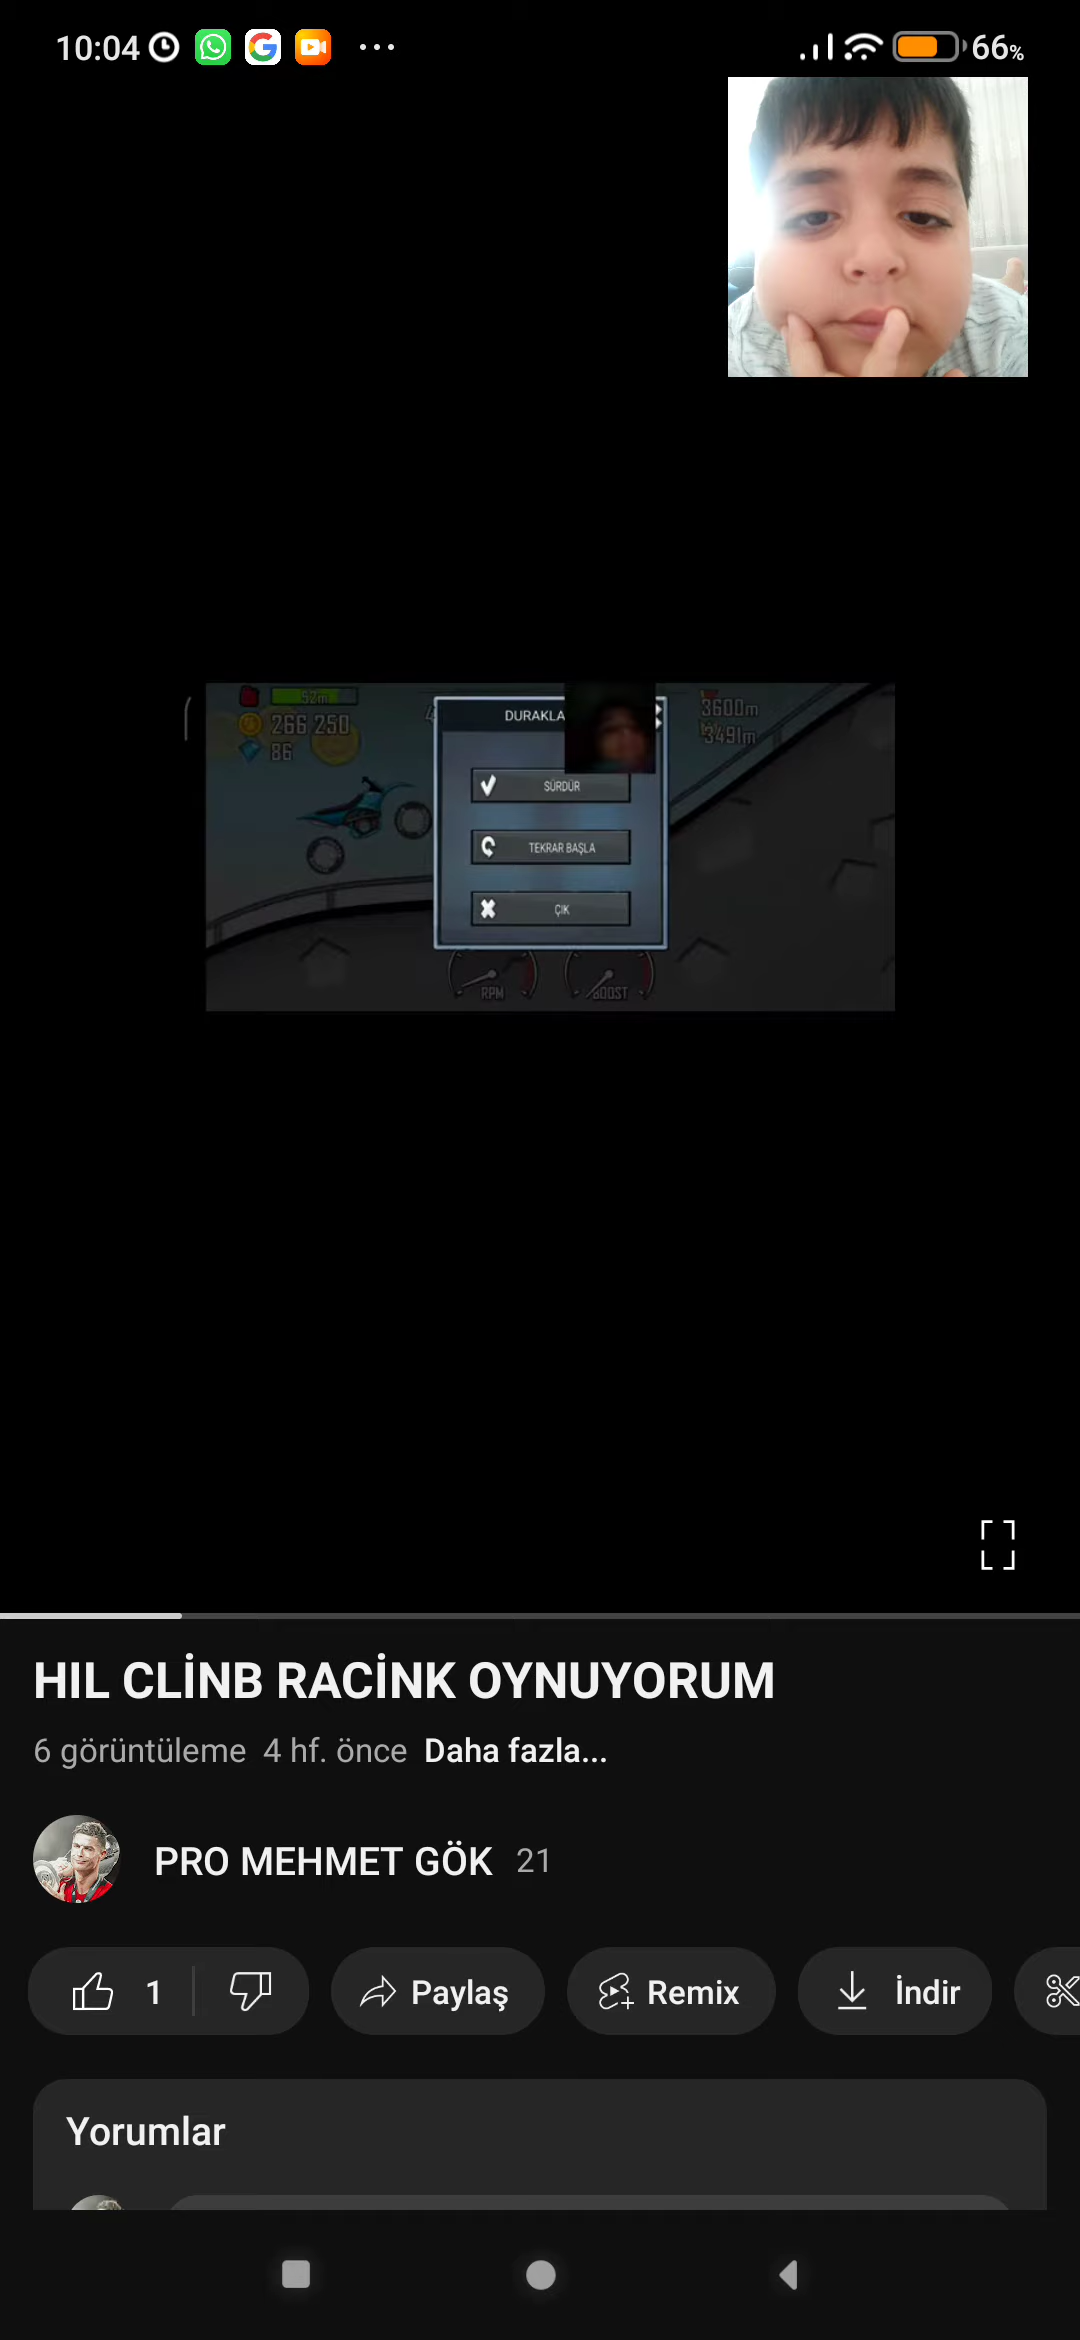 10:04
66%
52m
266 250
86
DURAKLA
3600m
3491m
SÜRDÜR
TEKRAR BAŞLA
ÇIK
RPM
BOOST
HIL CLİNB RACİNK OYNUYORUM
6 görüntüleme 4 hf. önce Daha fazla...
PRO MEHMET GÖK 21
1 Paylaş Remix İndir
Yorumlar